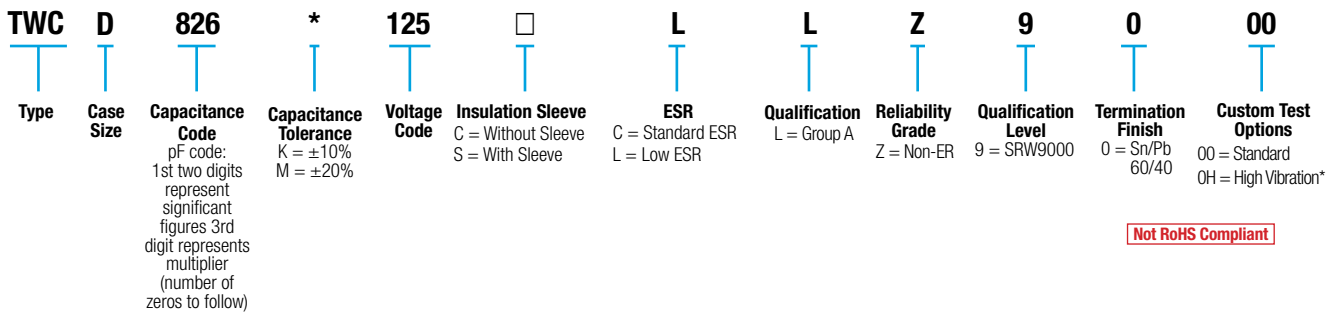 TWC D 826 * 125 □ L L Z 9 0 00
Type
Case
Size
Capacitance
Code
pF code:
1st two digits
represent
significant
figures 3rd
digit represents
multiplier
(number of
zeros to follow)
Capacitance
Tolerance
K = ±10%
M = ±20%
Voltage
Code
Insulation Sleeve
C = Without Sleeve
S = With Sleeve
ESR
C = Standard ESR
L = Low ESR
Qualification
L = Group A
Reliability
Grade
Z = Non-ER
Qualification
Level
9 = SRW9000
Termination
Finish
0 = Sn/Pb
60/40
Custom Test
Options
00 = Standard
0H = High Vibration*
Not RoHS Compliant